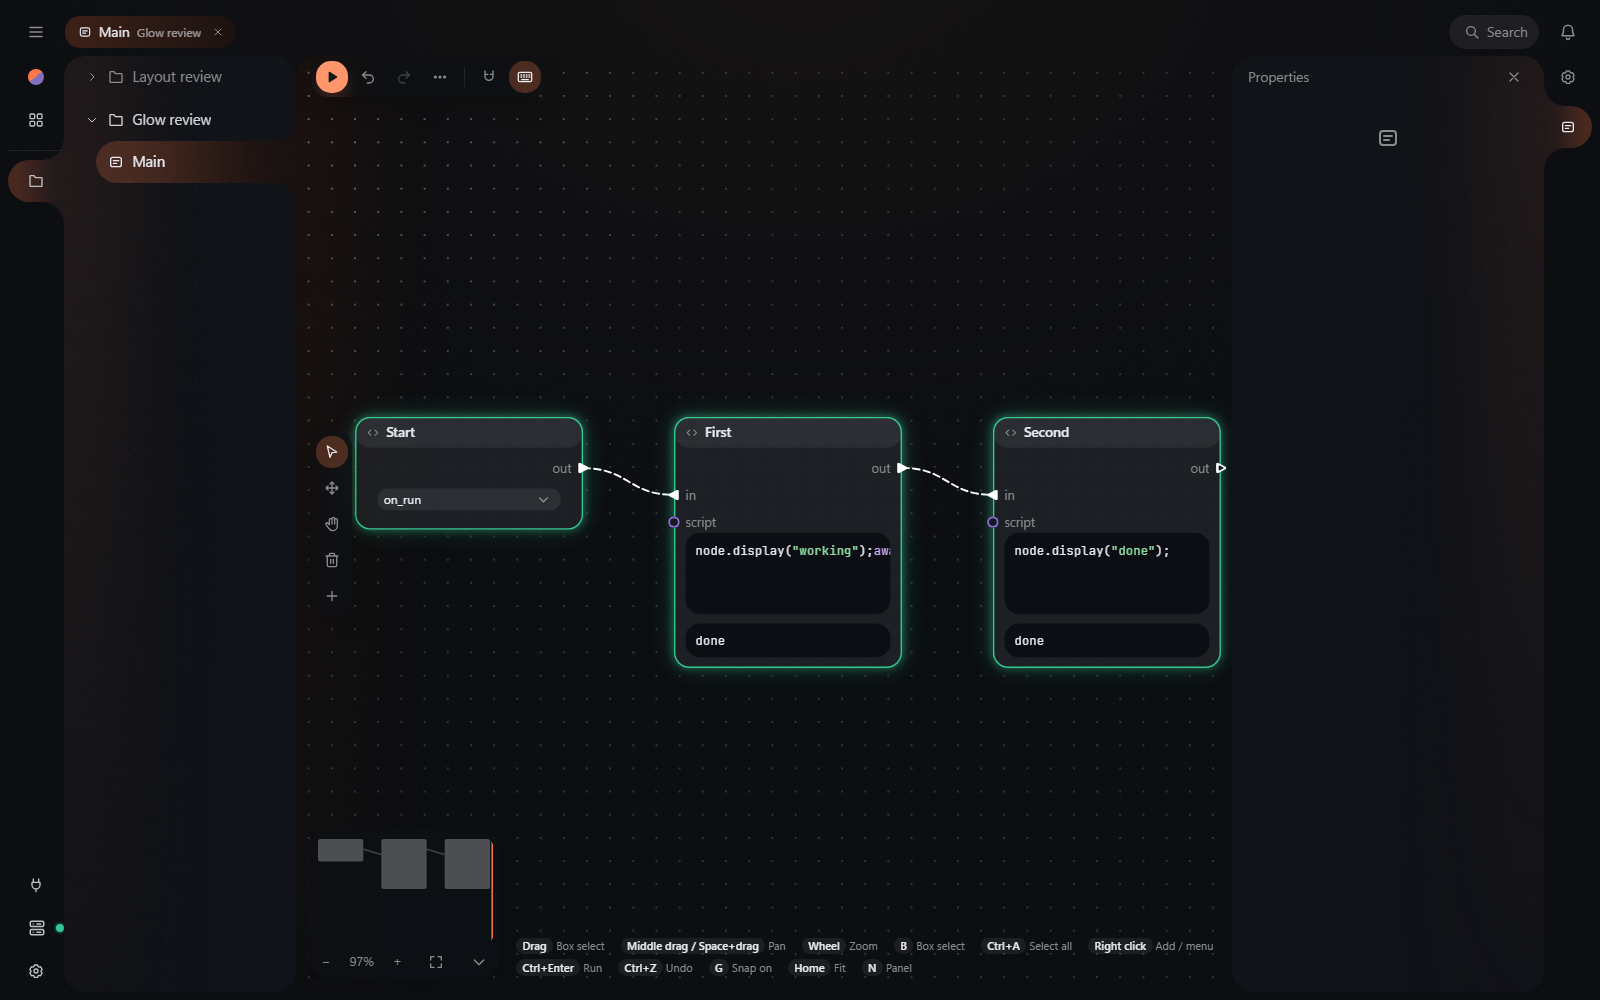 Main Glow review
Search
Layout review
Glow review
Main
Properties
Start
out
on_run
First
out
in
script
node.display("working");awa
done
Second
out
in
script
node.display("done");
done
97%
Drag Box select Middle drag / Space+drag Pan Wheel Zoom B Box select Ctrl+A Select all Right click Add / menu
Ctrl+Enter Run Ctrl+Z Undo G Snap on Home Fit N Panel